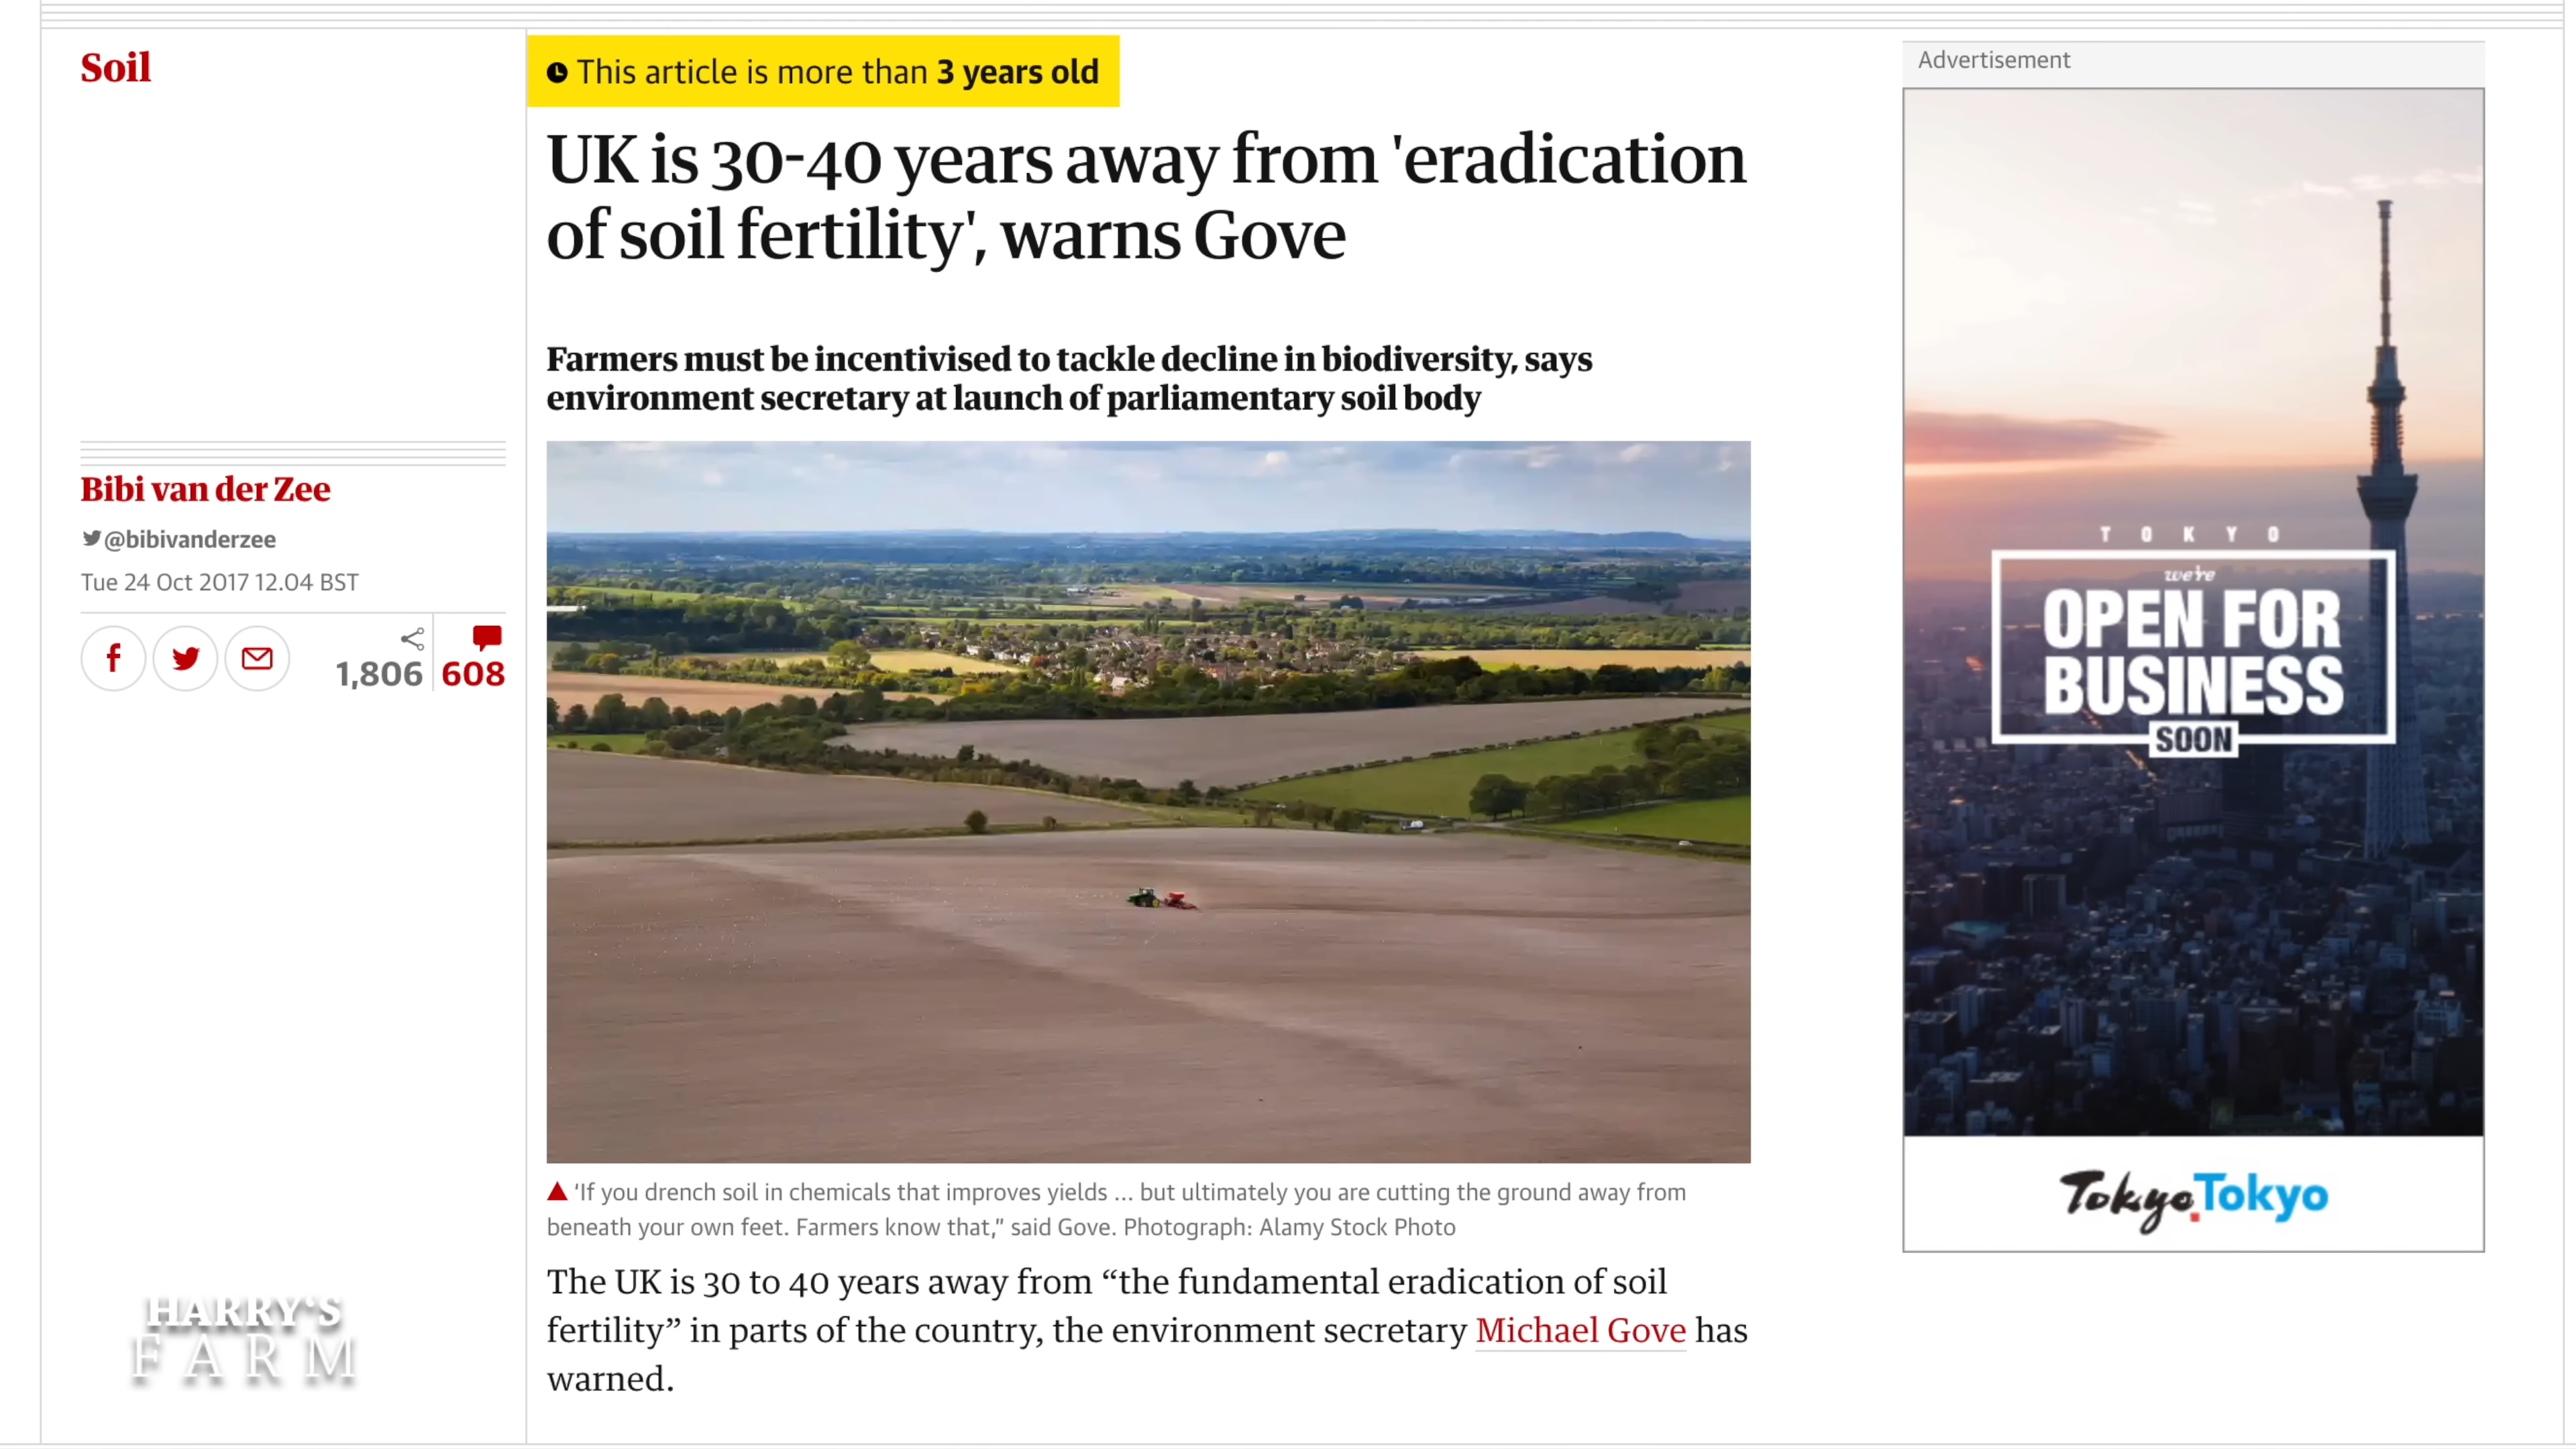 Soil
This article is more than 3 years old
UK is 30-40 years away from 'eradication
of soil fertility', warns Gove
Farmers must be incentivised to tackle decline in biodiversity, says
environment secretary at launch of parliamentary soil body
Bibi van der Zee
@bibivanderzee
Tue 24 Oct 2017 12.04 BST
1,806
608
'If you drench soil in chemicals that improves yields ... but ultimately you are cutting the ground away from
beneath your own feet. Farmers know that,” said Gove. Photograph: Alamy Stock Photo
The UK is 30 to 40 years away from “the fundamental eradication of soil
fertility” in parts of the country, the environment secretary Michael Gove has
warned.
Advertisement
TOKYO
we're
OPEN FOR
BUSINESS
SOON
Tokyo Tokyo
HARRY'S
FARM